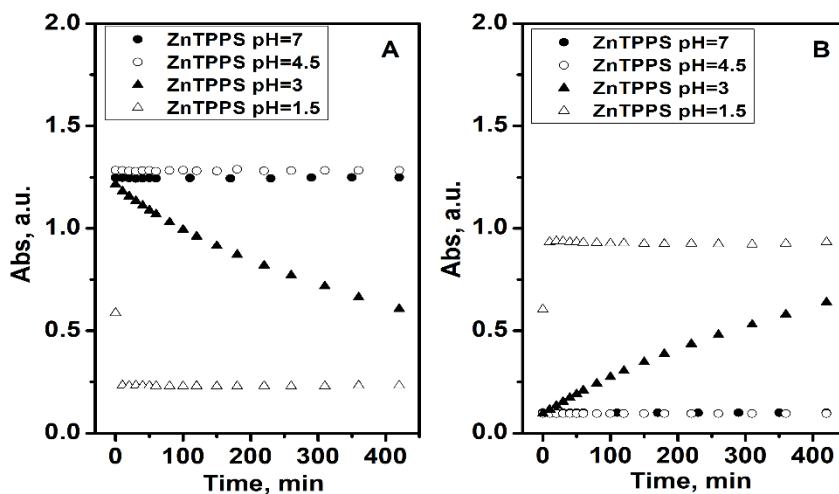 A
ZnTPPS pH=7
ZnTPPS pH=4.5
ZnTPPS pH=3
ZnTPPS pH=1.5
2.0
1.5
1.0
0.5
0.0
Abs, a.u.
0 100 200 300 400
Time, min
B
ZnTPPS pH=7
ZnTPPS pH=4.5
ZnTPPS pH=3
ZnTPPS pH=1.5
2.0
1.5
1.0
0.5
0.0
Abs, a.u.
0 100 200 300 400
Time, min